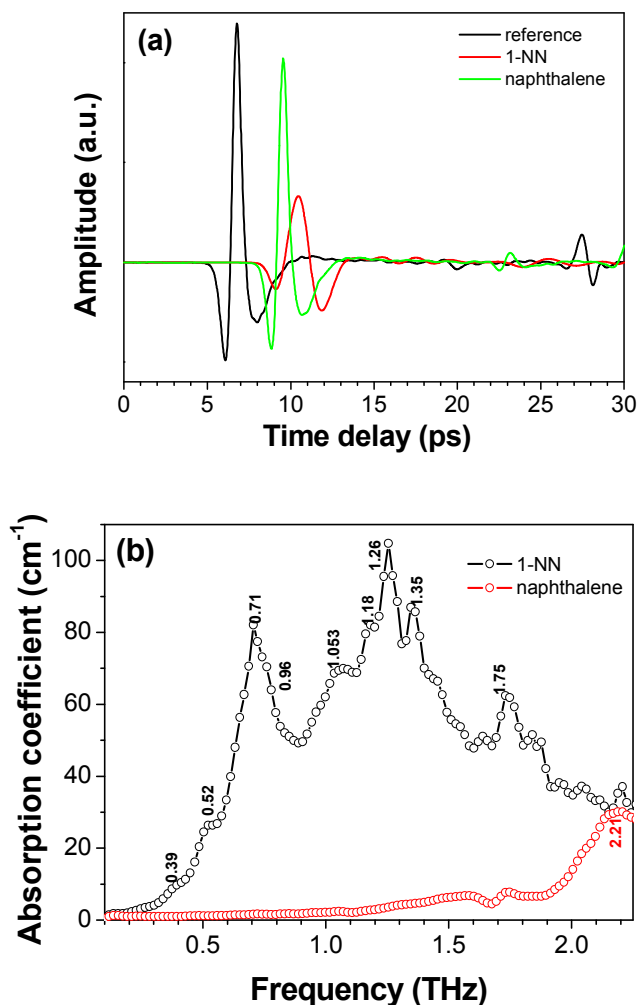 (a)
reference
1-NN
naphthalene
Amplitude (a.u.)
0 5 10 15 20 25 30
Time delay (ps)
(b)
1-NN
naphthalene
Absorption coefficient (cm-1)
100
80
60
40
20
0
0.39
0.52
0.71
0.96
1.053
1.18
1.26
1.35
1.75
2.21
0.5 1.0 1.5 2.0
Frequency (THz)